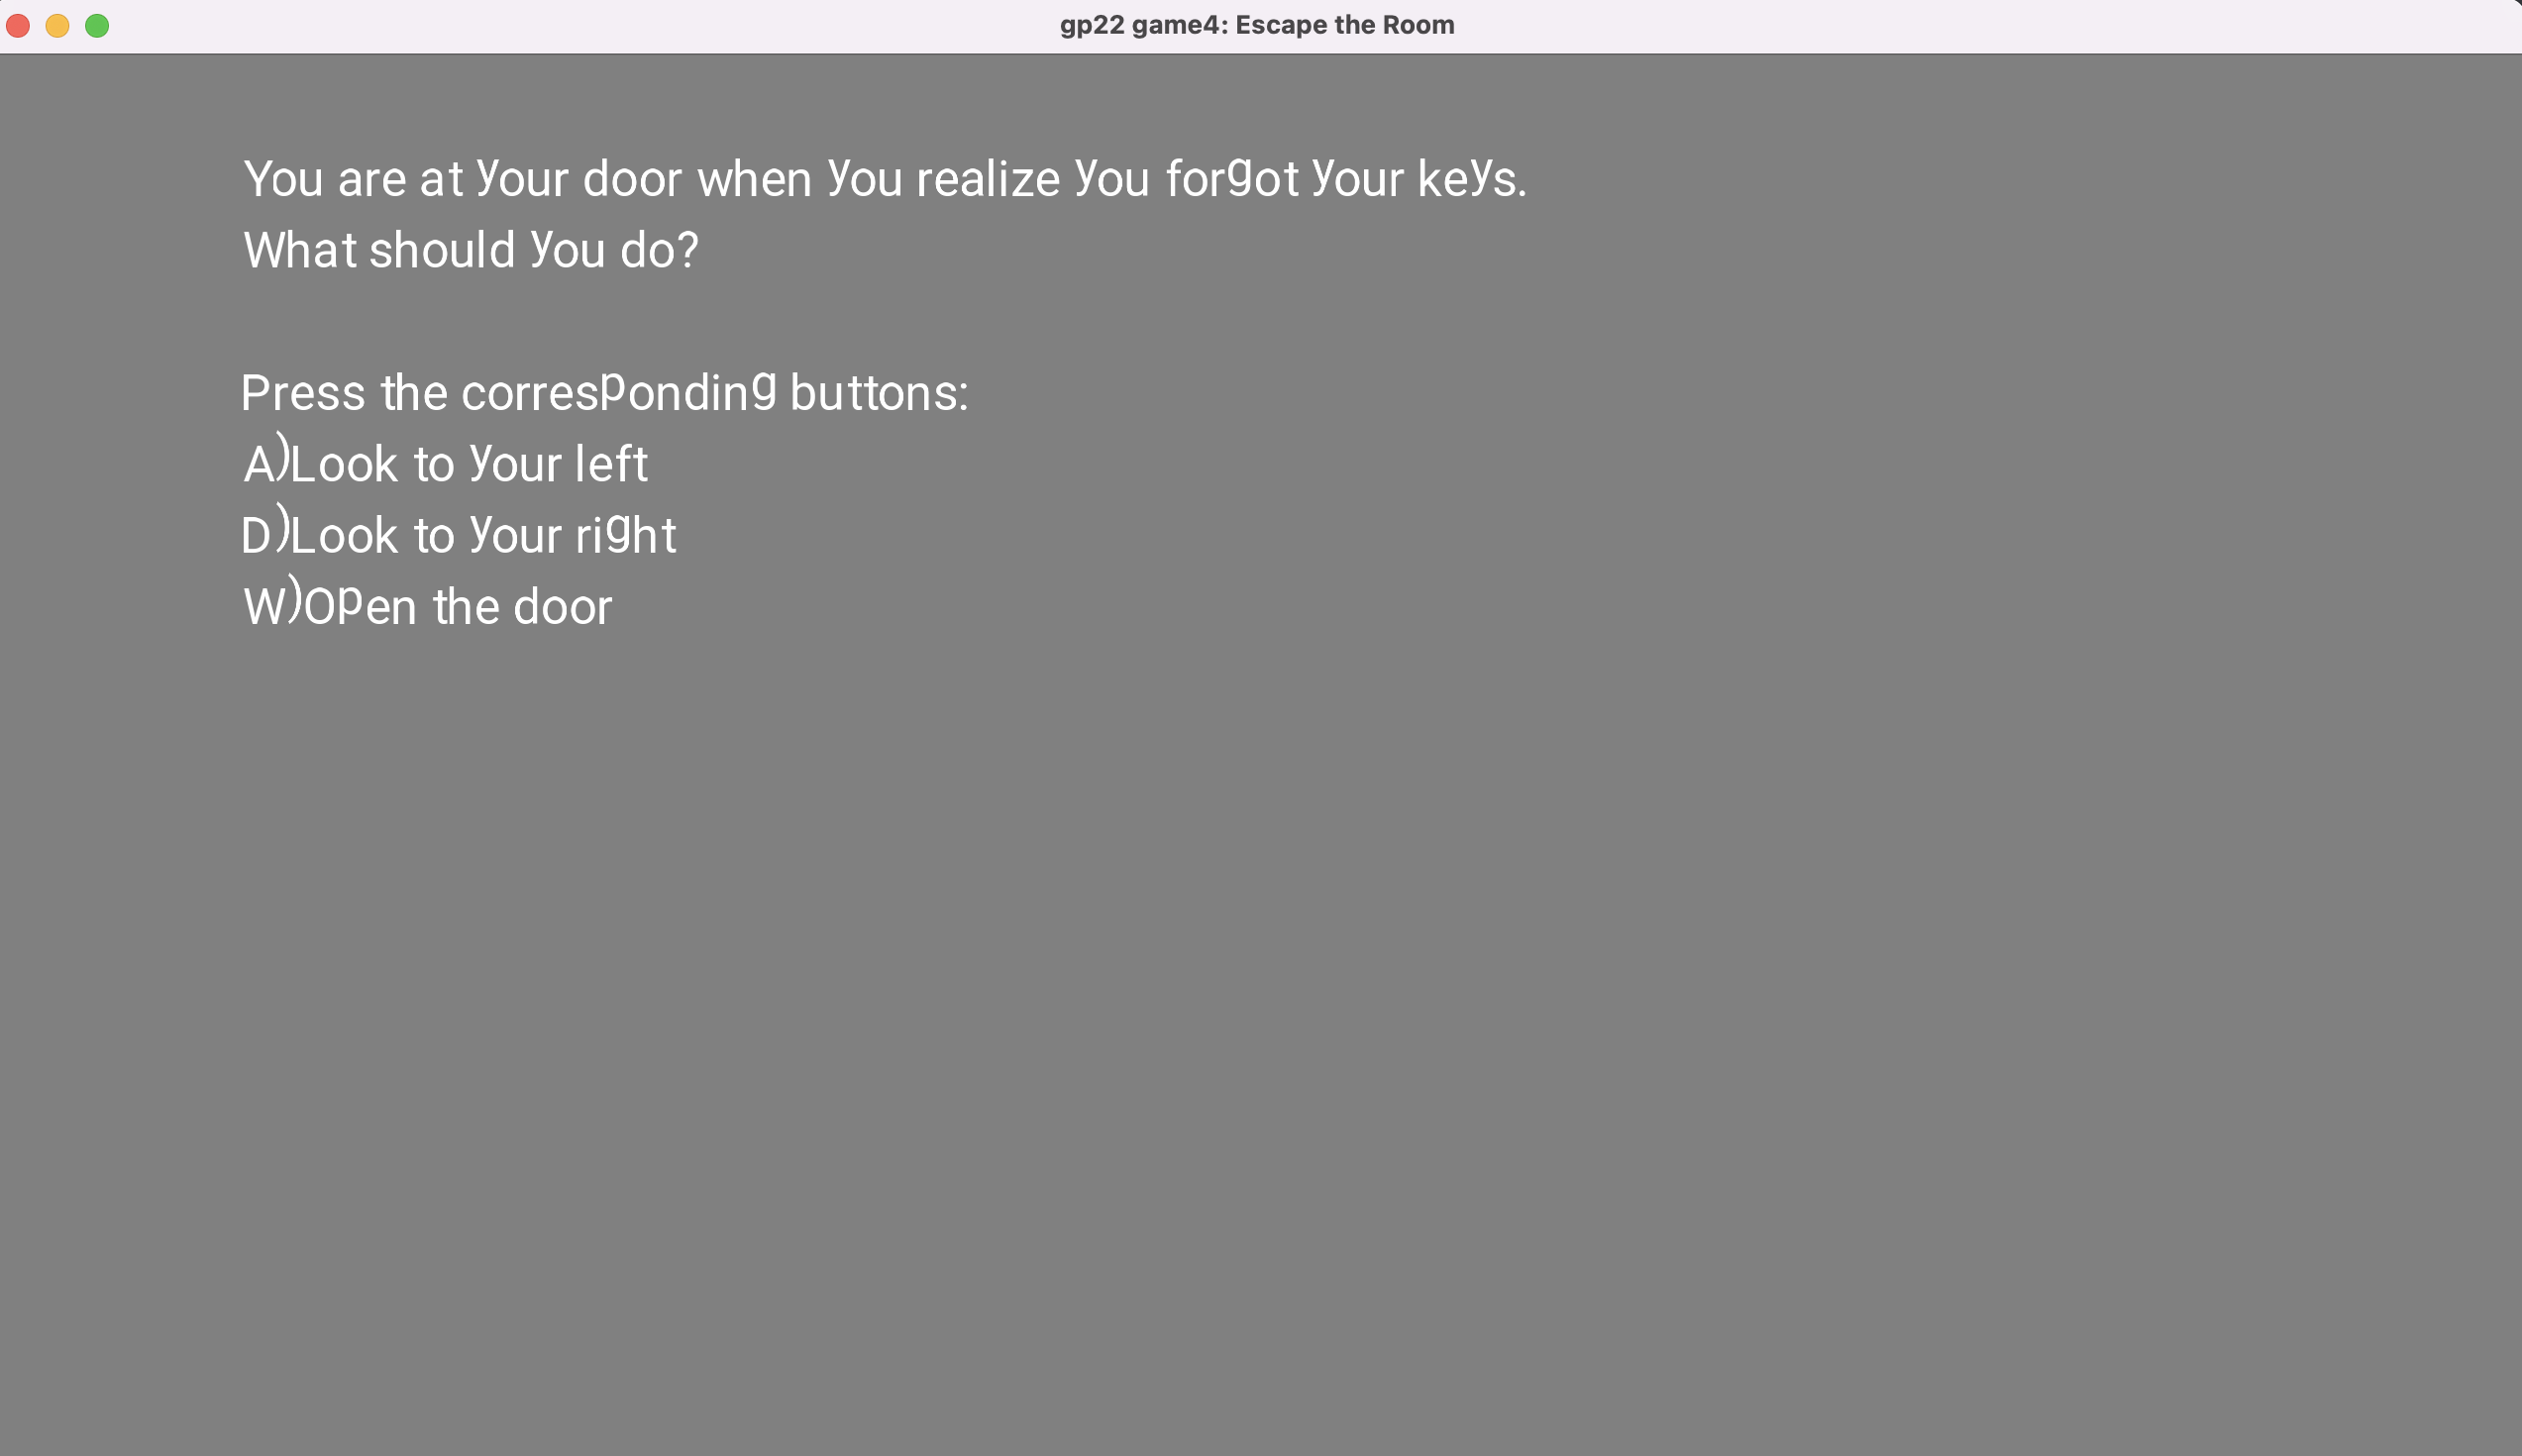 gp22 game4: Escape the Room
You are at your door when you realize you forgot your keys.
What should you do?
Press the corresponding buttons:
A)Look to your left
D)Look to your right
W)Open the door